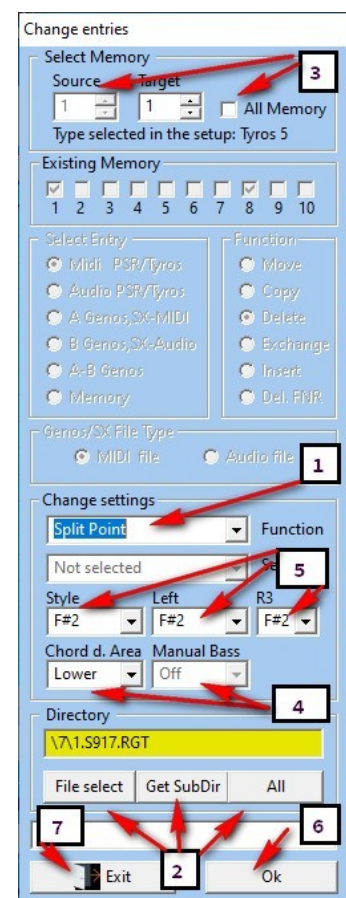 Change entries
Select Memory
3
Source Target
1 1 All Memory
Type selected in the setup: Tyros 5
Existing Memory
1 2 3 4 5 6 7 8 9 10
Select Entry Function
Midi PSR/Tyros Move
Audio PSR/Tyros Copy
A Genos,SX-MIDI Delete
B Genos,SX-Audio Exchange
A-B Genos Insert
Memory Del. FNR
Genos/SX File Type
MIDI file Audio file
1
Change settings
Split Point Function
Not selected
5
Style Left R3
F#2 F#2 F#2
Chord d. Area Manual Bass
Lower Off
4
Directory
\7\1.S917.RGT
File select Get SubDir All
7 6
2
Exit Ok